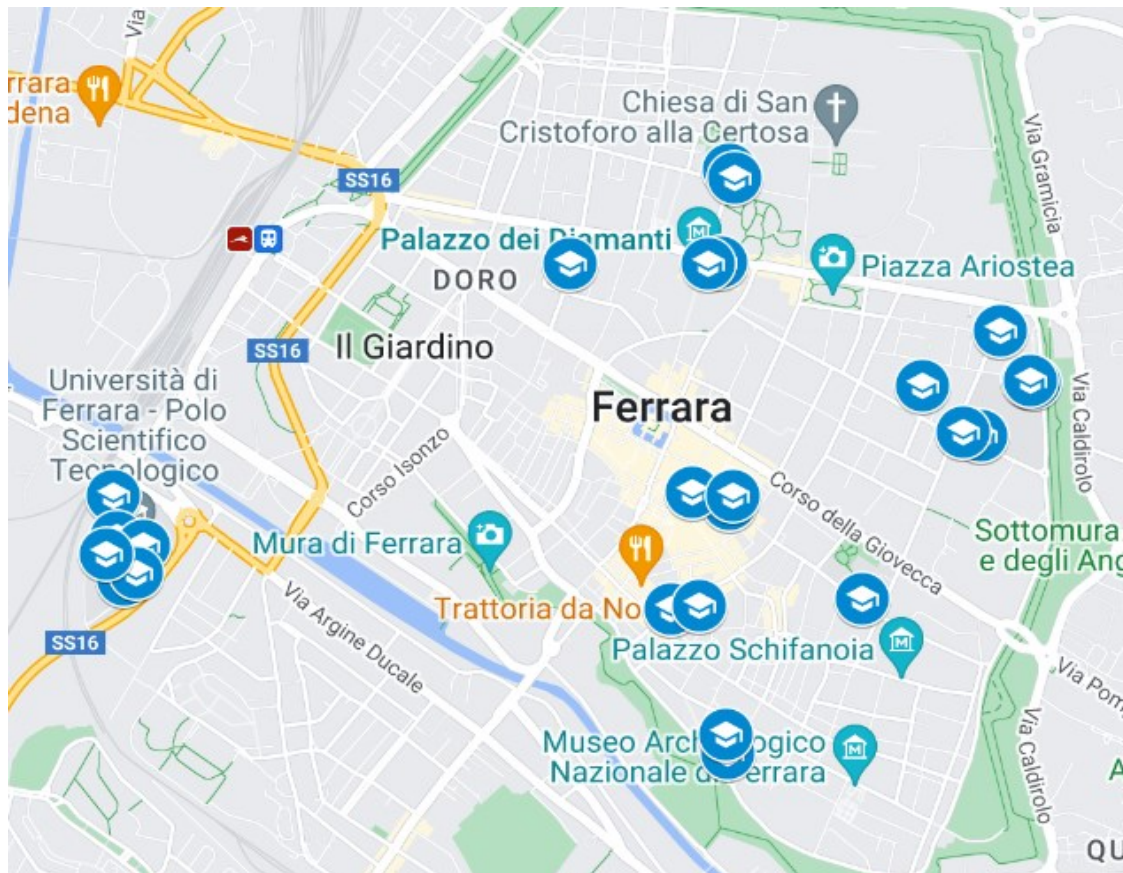 Via
rrara
dena
Chiesa di San
Cristoforo alla Certosa
Via Gramicia
SS16
Palazzo dei Diamanti
Piazza Ariostea
DORO
SS16
Il Giardino
Università di
Ferrara - Polo
Scientifico
Tecnologico
Ferrara
Via Caldirolo
Corso Isonzo
Corso della Giovecca
Mura di Ferrara
Sottomura
e degli Ang
Trattoria da No
Via Argine Ducale
SS16
Palazzo Schifanoia
Via Pom
Museo Archeologico
Nazionale di Ferrara
Via Caldirolo
A
QU